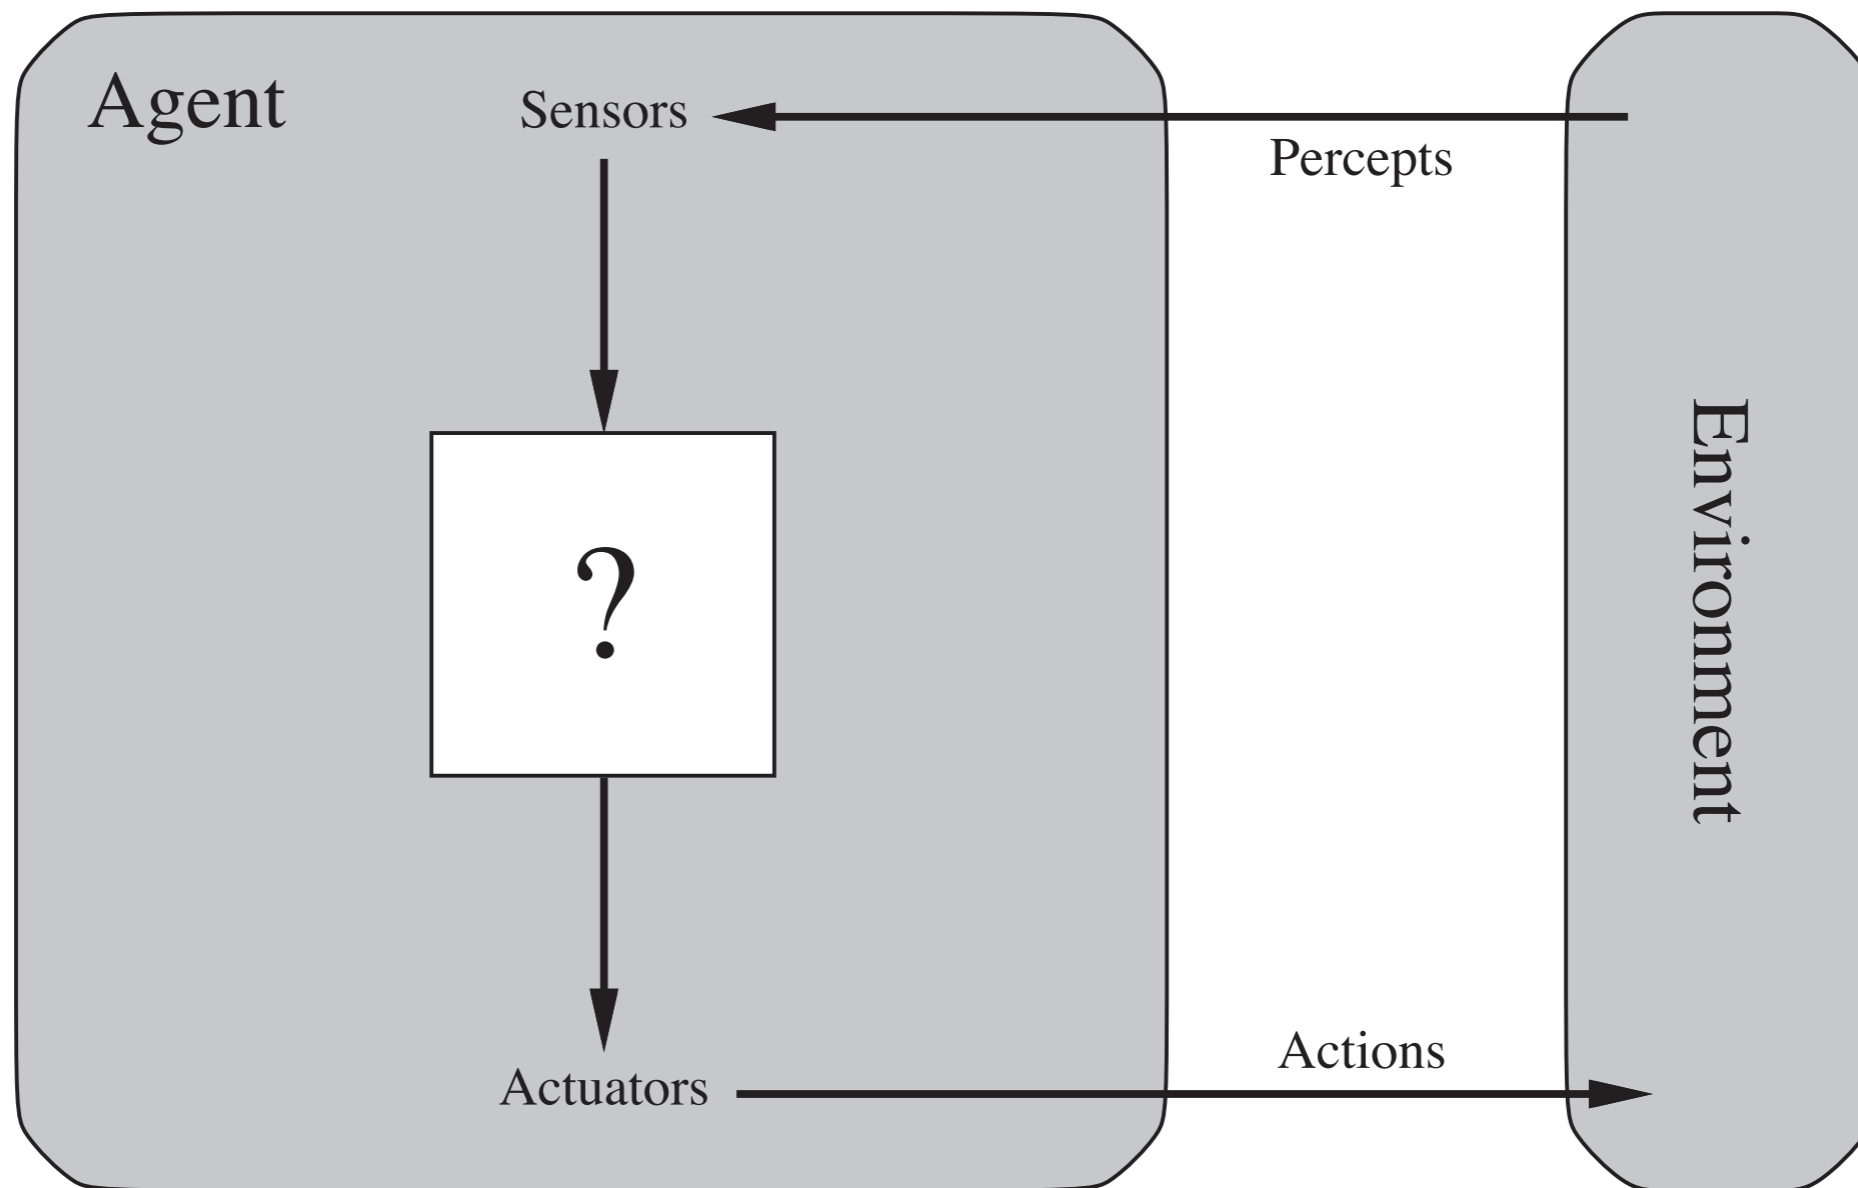 Agent
Sensors
Percepts
?
Environment
Actions
Actuators